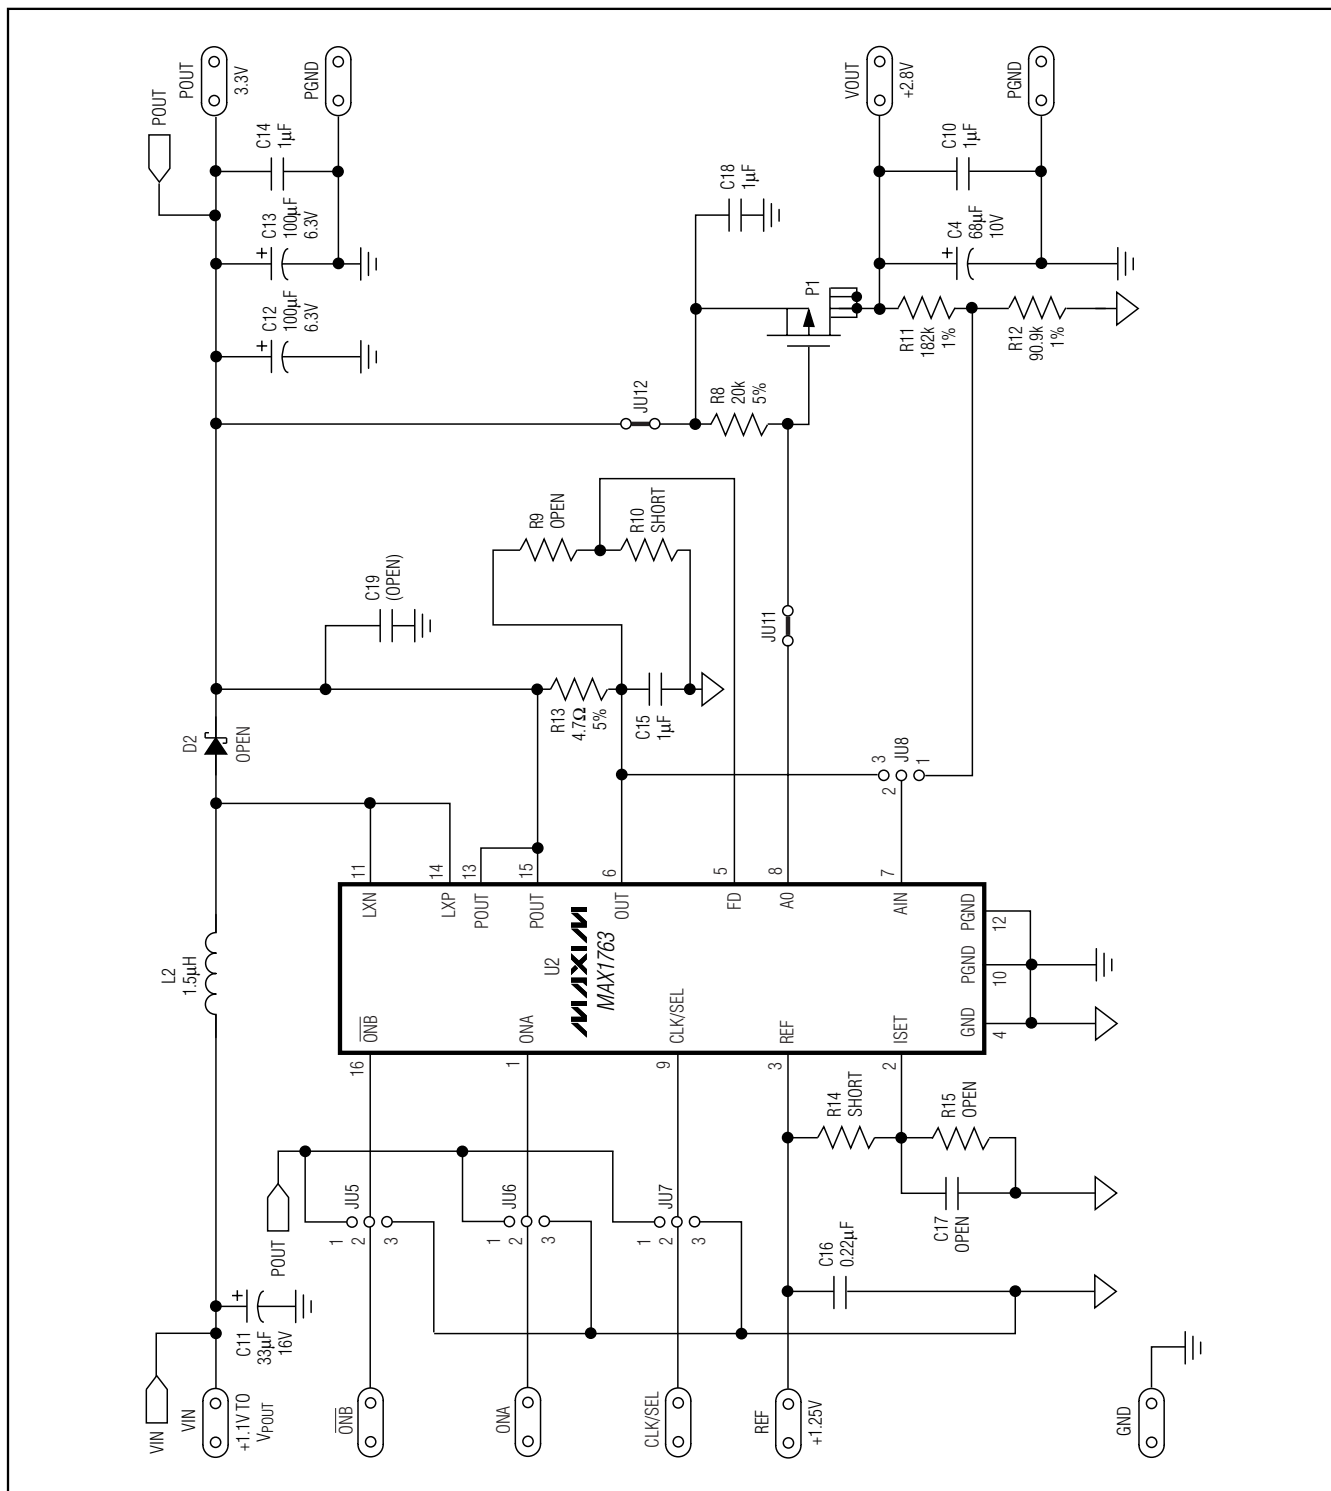 VIN
VIN
+1.1V TO
VPOUT
C11
33µF
16V
L2
1.5µH
D2
OPEN
C19
(OPEN)
C12
100µF
6.3V
C13
100µF
6.3V
C14
1µF
POUT
POUT
3.3V
PGND
POUT
ONB
JU5
1
2
3
16
ONB
ONA
JU6
1
2
3
1
ONA
CLK/SEL
JU7
1
2
3
9
CLK/SEL
REF
+1.25V
C16
0.22µF
R14
SHORT
3
REF
C17
OPEN
R15
OPEN
2
ISET
U2
MAXIM
MAX1763
LXN
11
LXP
14
POUT
13
POUT
15
OUT
6
FD
5
A0
8
AIN
7
GND
4
PGND
10
PGND
12
R13
4.7Ω
5%
C15
1µF
R9
OPEN
R10
SHORT
JU11
JU12
R8
20k
5%
C18
1µF
P1
3
2
JU8
1
R11
182k
1%
R12
90.9k
1%
C4
68µF
10V
C10
1µF
VOUT
+2.8V
PGND
GND